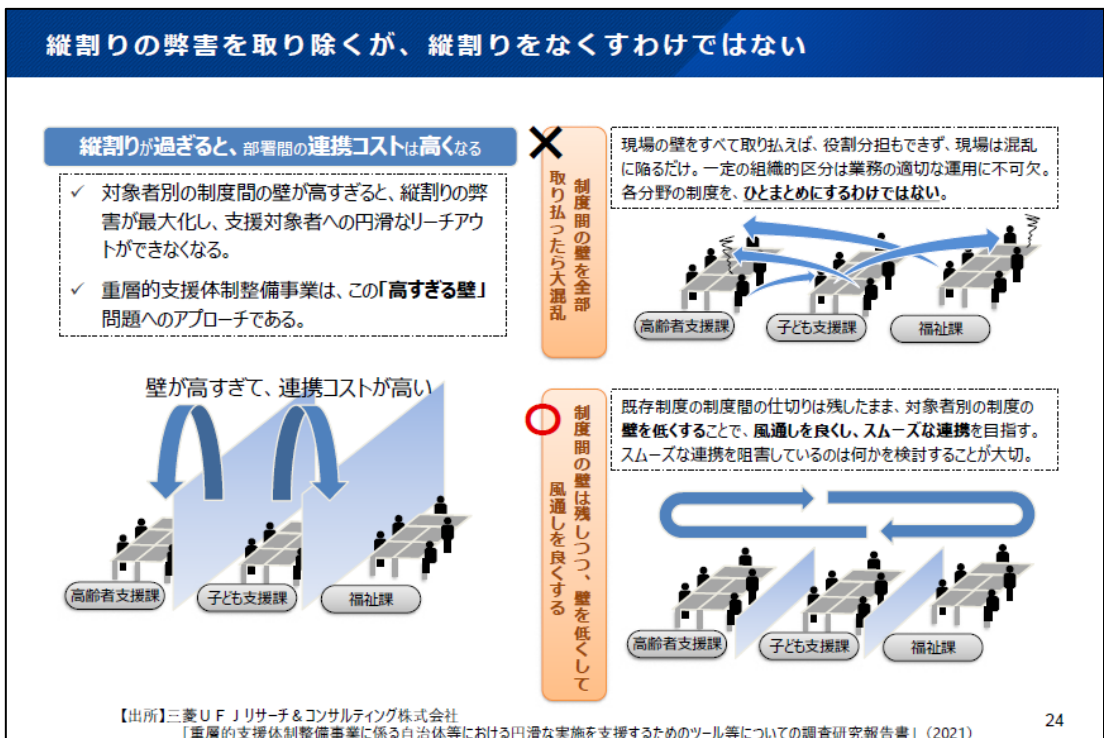 縦割りの弊害を取り除くが、縦割りをなくすわけではない
縦割りが過ぎると、部署間の連携コストは高くなる
✓ 対象者別の制度間の壁が高すぎると、縦割りの弊
害が最大化し、支援対象者への円滑なリーチアウ
トができなくなる。
✓ 重層的支援体制整備事業は、この「高すぎる壁」
問題へのアプローチである。
壁が高すぎて、連携コストが高い
高齢者支援課
子ども支援課
福祉課
制度間の壁を全部
取り払ったら大混乱
現場の壁をすべて取り払えば、役割分担もできず、現場は混乱
に陥るだけ。一定の組織的区分は業務の適切な運用に不可欠。
各分野の制度を、ひとまとめにするわけではない。
高齢者支援課
子ども支援課
福祉課
制度間の壁は残しつつ、壁を低くして
風通しを良くする
既存制度の制度間の仕切りは残したまま、対象者別の制度の
壁を低くすることで、風通しを良くし、スムーズな連携を目指す。
スムーズな連携を阻害しているのは何かを検討することが大切。
高齢者支援課
子ども支援課
福祉課
【出所】三菱UFJリサーチ&コンサルティング株式会社
「重層的支援体制整備事業に係る自治体等における円滑な実施を支援するためのツール等についての調査研究報告書」(2021)
24